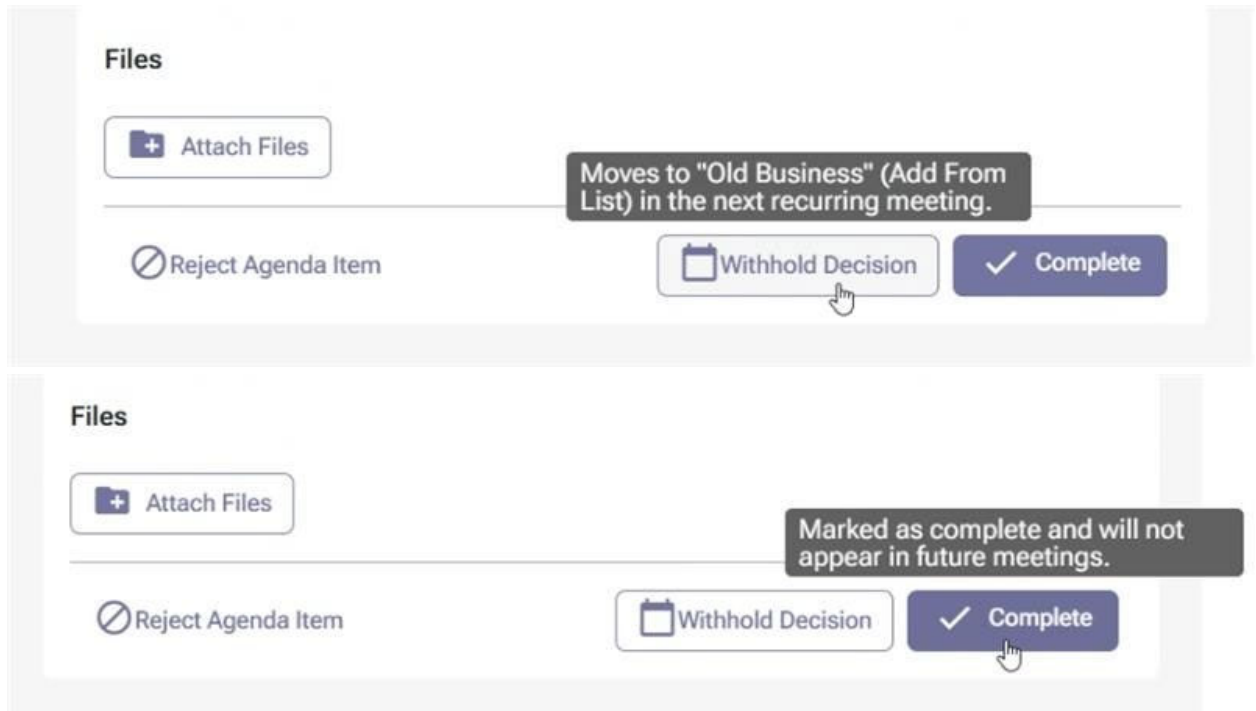 Files
Attach Files
Moves to "Old Business" (Add From
List) in the next recurring meeting.
Reject Agenda Item
Withhold Decision
Complete
Files
Attach Files
Marked as complete and will not
appear in future meetings.
Reject Agenda Item
Withhold Decision
Complete